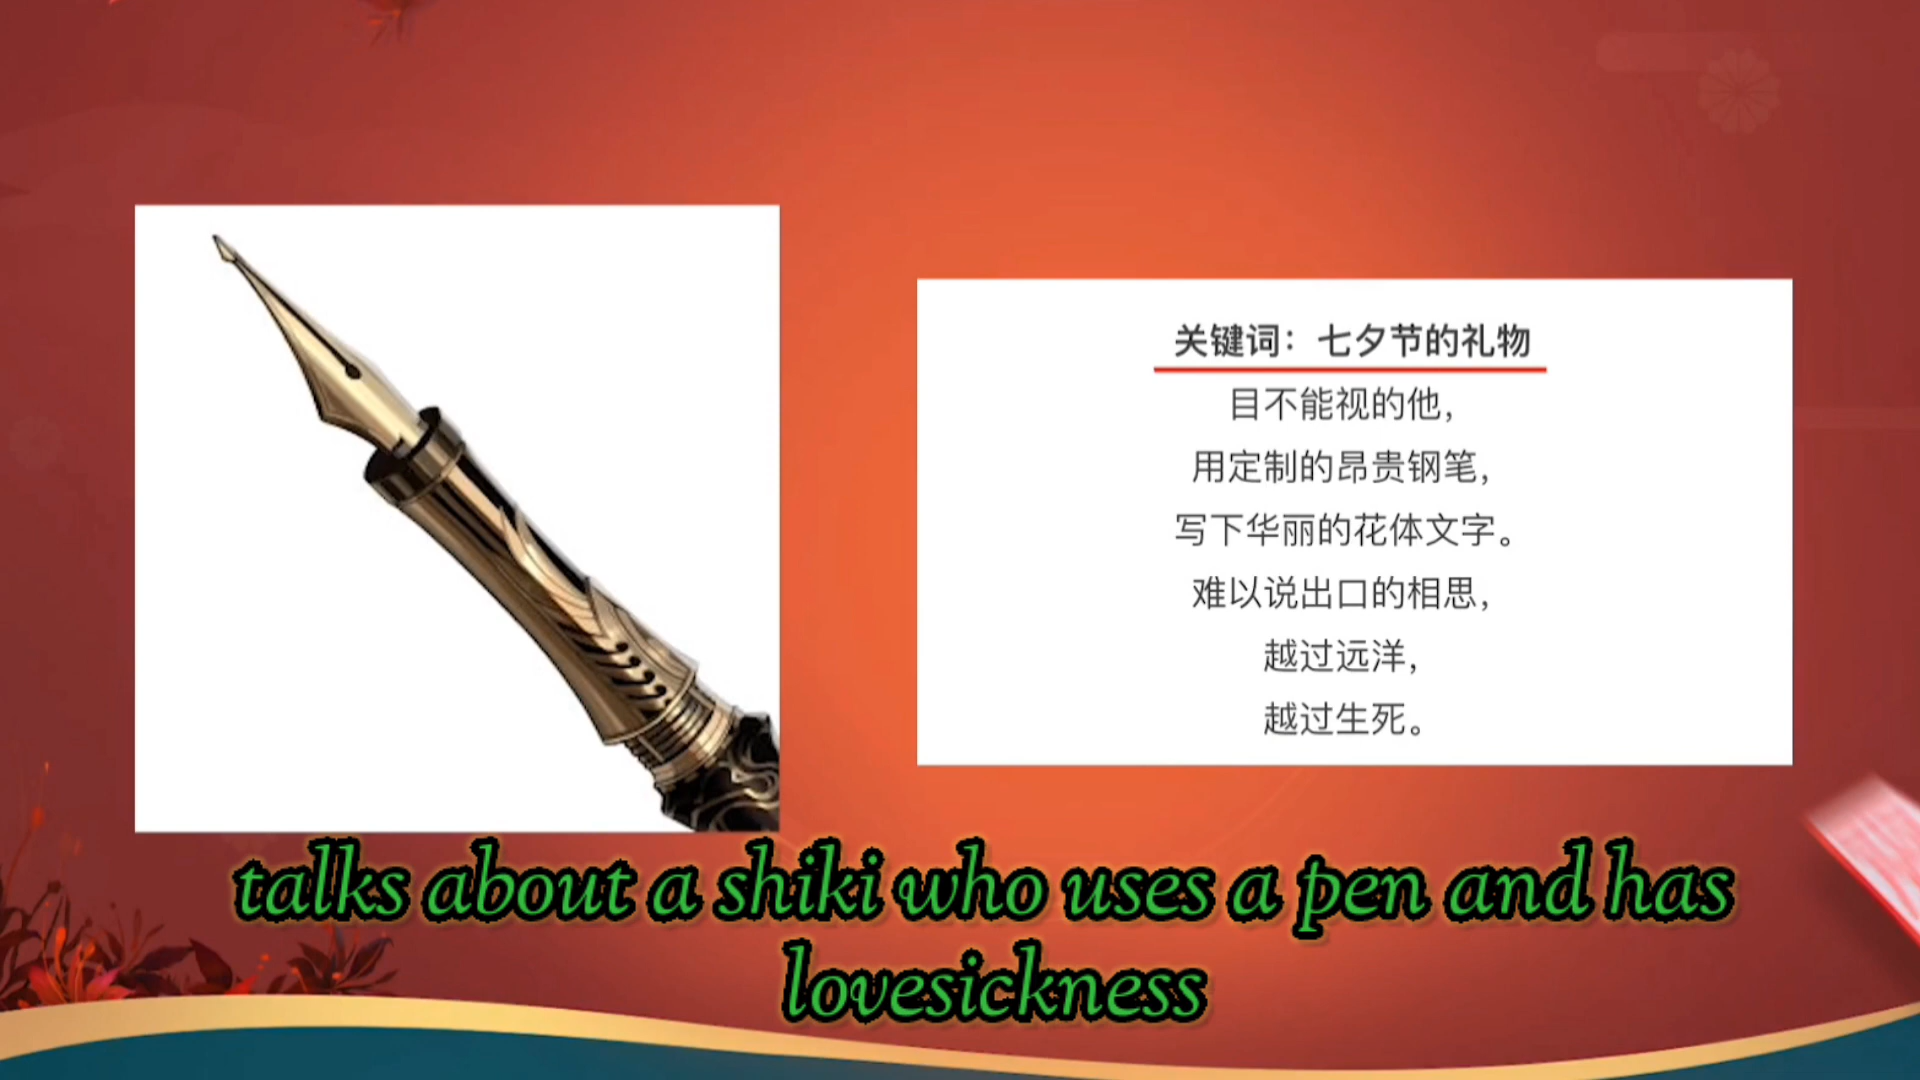 关键词：七夕节的礼物
目不能视的他，
用定制的昂贵钢笔，
写下华丽的花体文字。
难以说出口的相思，
越过远洋，
越过生死。
talks about a shiki who uses a pen and has
lovesickness